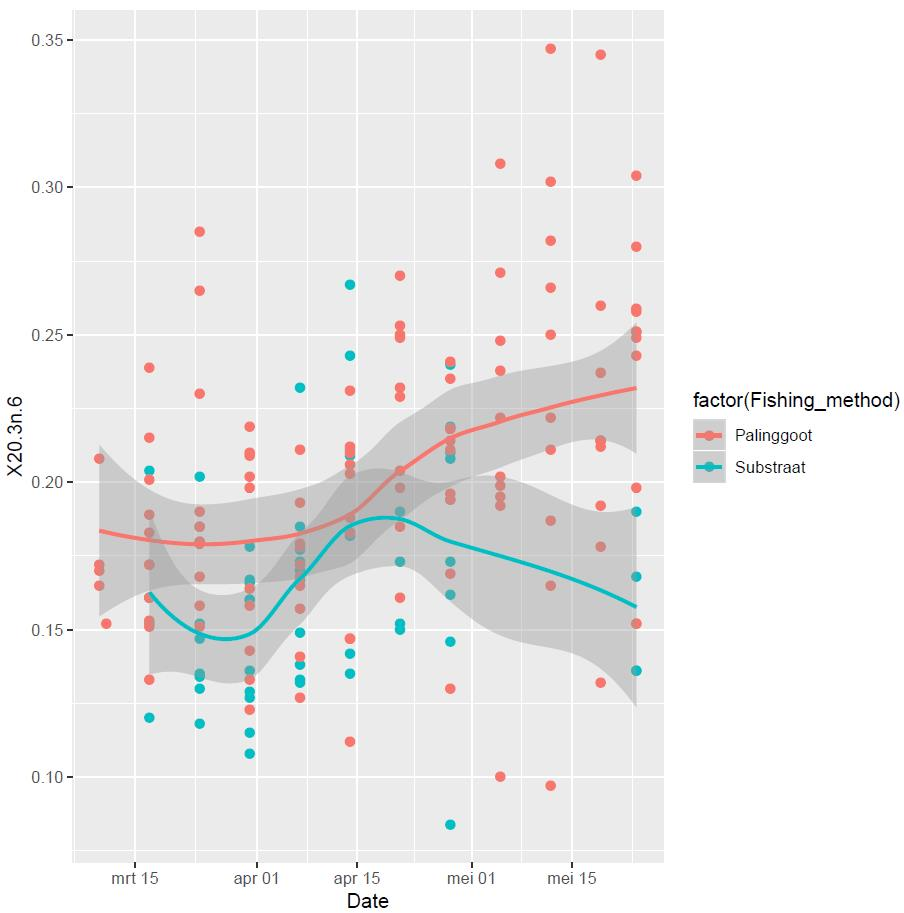 0.35
0.30
0.25
0.20
0.15
0.10
X20.3n.6
mrt 15
apr 01
apr 15
mei 01
mei 15
Date
factor(Fishing_method)
Palinggoot
Substraat